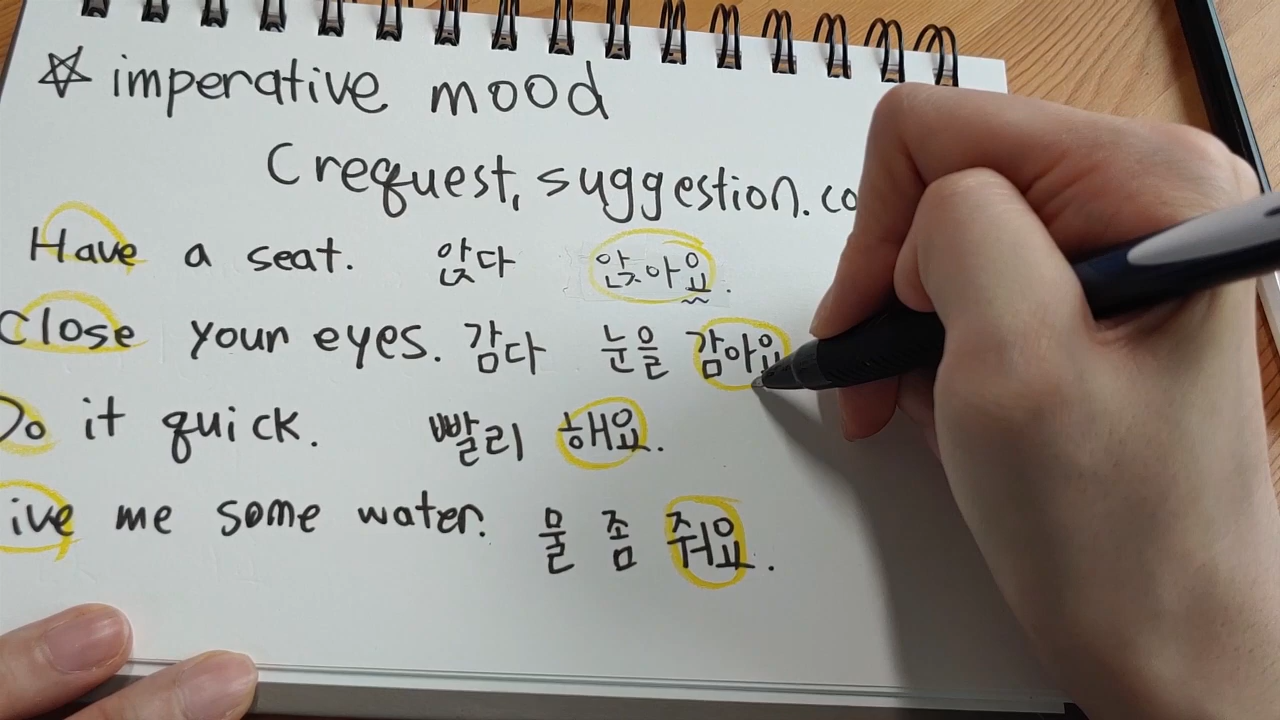 ☆ imperative mood
(request, suggestion. co
Have a seat. 앉다 앉아요.
Close your eyes. 감다 눈을 감아요
Do it quick. 빨리 해요.
ive me some water. 물 좀 줘요.